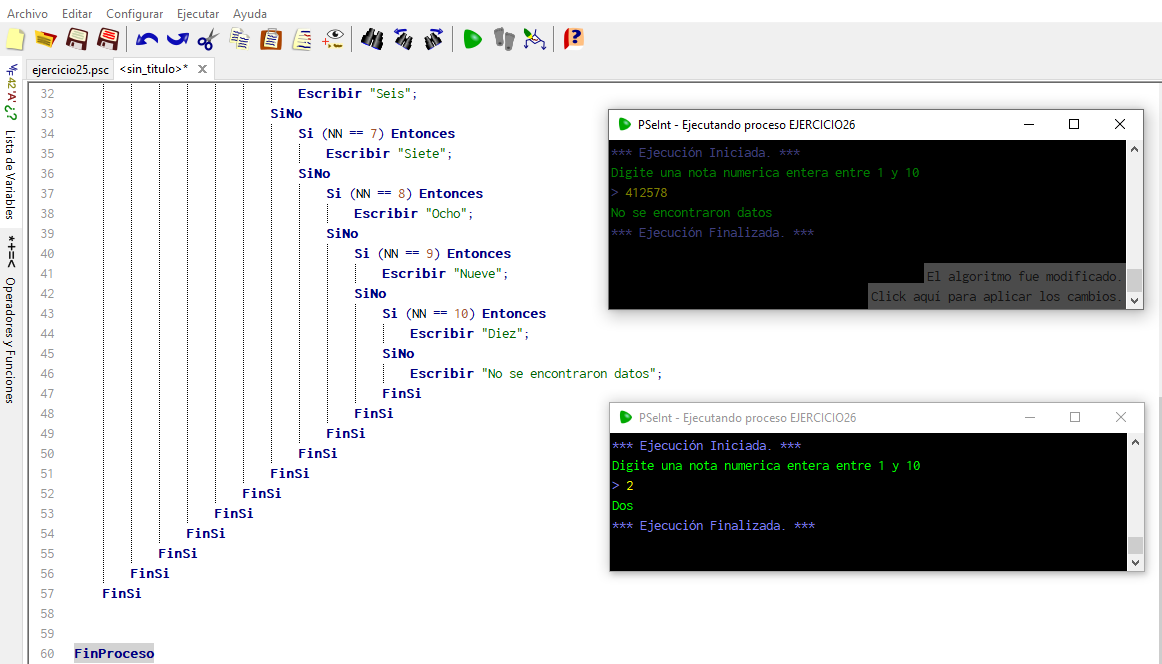 Archivo Editar Configurar Ejecutar Ayuda
ejercicio25.psc <sin_titulo>*
Lista de Variables
*+=<
Operadores y Funciones
32 Escribir "Seis";
33 SiNo
34 Si (NN == 7) Entonces
35 Escribir "Siete";
36 SiNo
37 Si (NN == 8) Entonces
38 Escribir "Ocho";
39 SiNo
40 Si (NN == 9) Entonces
41 Escribir "Nueve";
42 SiNo
43 Si (NN == 10) Entonces
44 Escribir "Diez";
45 SiNo
46 Escribir "No se encontraron datos";
47 FinSi
48 FinSi
49 FinSi
50 FinSi
51 FinSi
52 FinSi
53 FinSi
54 FinSi
55 FinSi
56 FinSi
57 FinSi
58
59
60 FinProceso
PSeInt - Ejecutando proceso EJERCICIO26
*** Ejecución Iniciada. ***
Digite una nota numerica entera entre 1 y 10
> 412578
No se encontraron datos
*** Ejecución Finalizada. ***
El algoritmo fue modificado.
Click aquí para aplicar los cambios.
PSeInt - Ejecutando proceso EJERCICIO26
*** Ejecución Iniciada. ***
Digite una nota numerica entera entre 1 y 10
> 2
Dos
*** Ejecución Finalizada. ***